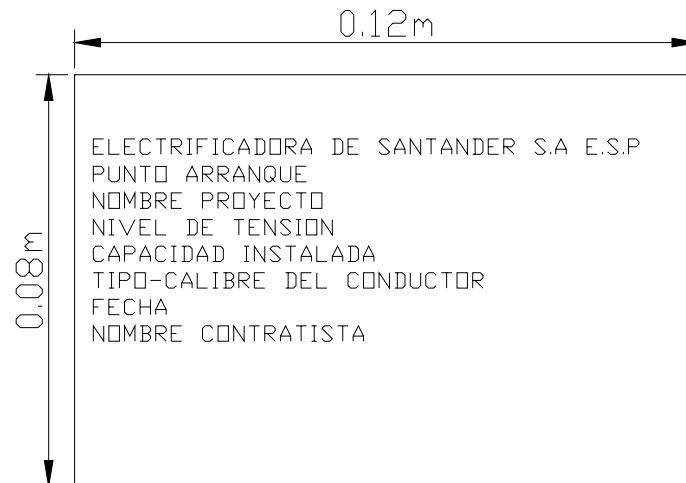 0.12m
ELECTRIFICADORA DE SANTANDER S.A E.S.P
PUNTO ARRANQUE
NOMBRE PROYECTO
NIVEL DE TENSION
CAPACIDAD INSTALADA
TIPO-CALIBRE DEL CONDUCTOR
FECHA
NOMBRE CONTRATISTA
0.08m